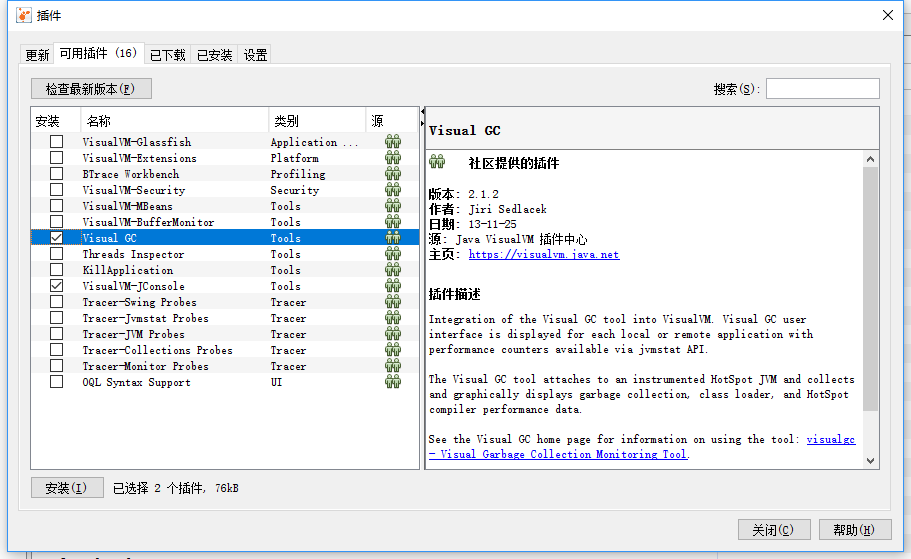 插件
更新 可用插件 (16) 已下载 已安装 设置
检查最新版本(F) 搜索(S):
安装 名称 类别 源
VisualVM-Glassfish Application ...
VisualVM-Extensions Platform
BTrace Workbench Profiling
VisualVM-Security Security
VisualVM-MBeans Tools
VisualVM-BufferMonitor Tools
Visual GC Tools
Threads Inspector Tools
KillApplication Tools
VisualVM-JConsole Tools
Tracer-Swing Probes Tracer
Tracer-Jvmstat Probes Tracer
Tracer-JVM Probes Tracer
Tracer-Collections Probes Tracer
Tracer-Monitor Probes Tracer
OQL Syntax Support UI
Visual GC
社区提供的插件
版本: 2.1.2
作者: Jiri Sedlacek
日期: 13-11-25
源: Java VisualVM 插件中心
主页: https://visualvm.java.net
插件描述
Integration of the Visual GC tool into VisualVM. Visual GC user
interface is displayed for each local or remote application with
performance counters available via jvmstat API.
The Visual GC tool attaches to an instrumented HotSpot JVM and collects
and graphically displays garbage collection, class loader, and HotSpot
compiler performance data.
See the Visual GC home page for information on using the tool: visualgc
- Visual Garbage Collection Monitoring Tool.
安装(I) 已选择 2 个插件, 76kB
关闭(C) 帮助(H)